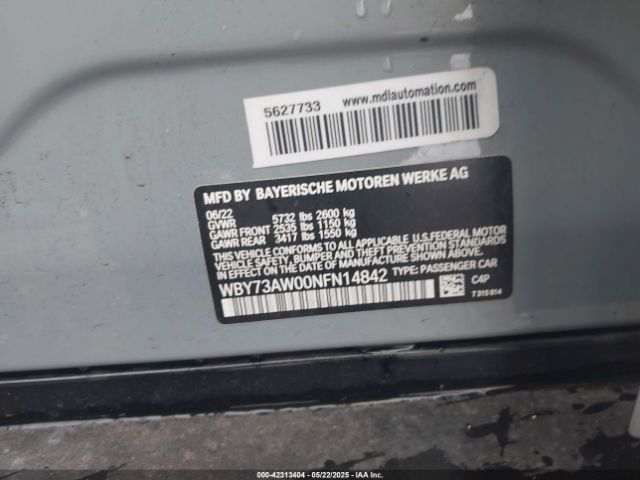 5627733 www.mdlautomation.com
MFD BY BAYERISCHE MOTOREN WERKE AG
06/22
GVWR 5732 lbs 2600 kg
GAWR FRONT 2535 lbs 1150 kg
GAWR REAR 3417 lbs 1550 kg
THIS VEHICLE CONFORMS TO ALL APPLICABLE U.S. FEDERAL MOTOR
VEHICLE SAFETY, BUMPER AND THEFT PREVENTION STANDARDS
IN EFFECT ON THE DATE OF MANUFACTURE SHOWN ABOVE.
WBY73AW00NFN14842 TYPE: PASSENGER CAR
C4P
7 315 914
000-42313404 - 05/22/2025 - IAAI.COM